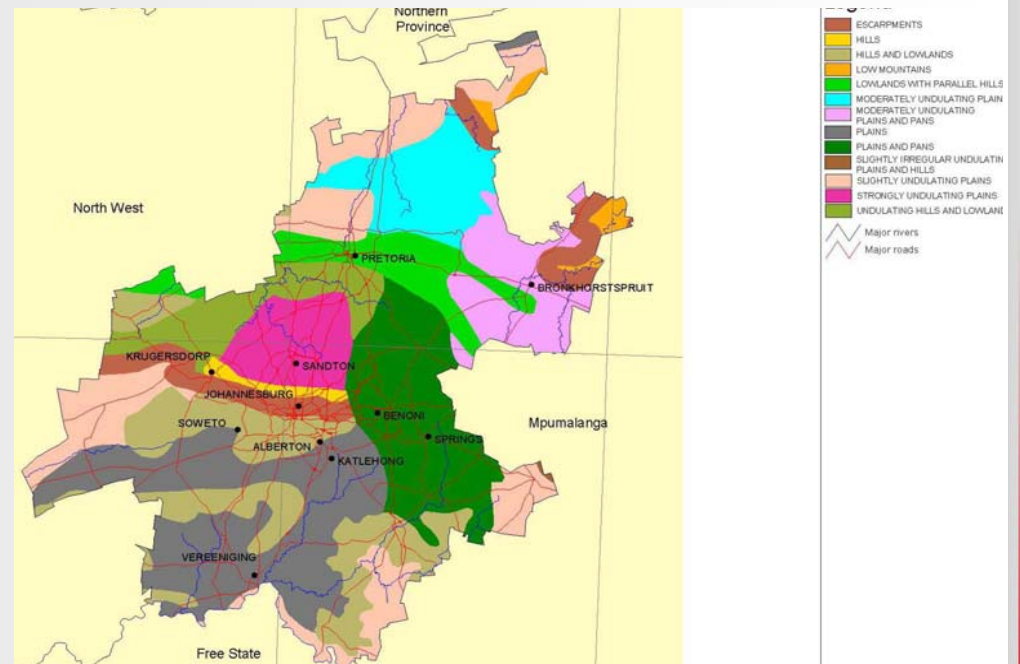 Northern
Province
North West
PRETORIA
BRONKHORSTSPRUIT
KRUGERSDORP
SANDTON
JOHANNESBURG
BENONI
SOWETO
Mpumalanga
SPRINGS
ALBERTON
KATLEHONG
VEREENIGING
Free State
Legend
ESCARPMENTS
HILLS
HILLS AND LOWLANDS
LOW MOUNTAINS
LOWLANDS WITH PARALLEL HILLS
MODERATELY UNDULATING PLAIN
MODERATELY UNDULATING
PLAINS AND PANS
PLAINS
PLAINS AND PANS
SLIGHTLY IRREGULAR UNDULATIN
PLAINS AND HILLS
SLIGHTLY UNDULATING PLAINS
STRONGLY UNDULATING PLAINS
UNDULATING HILLS AND LOWLAND
Major rivers
Major roads